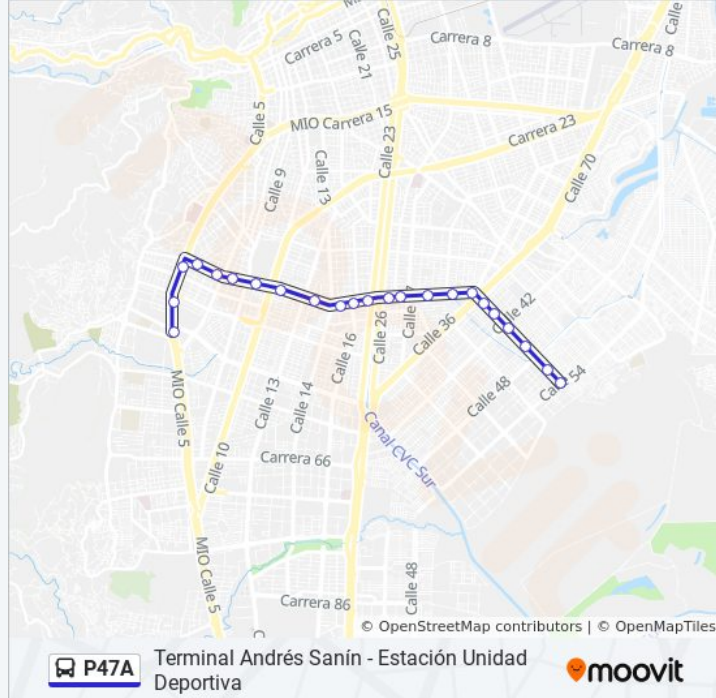 Calle 25
Calle
Carrera 5
Carrera 8
Carrera 8
Calle 21
Calle 5
MIO Carrera 15
Carrera 23
Calle 23
Calle 9
Calle 13
Calle 70
Calle 42
Calle 26
Calle 36
Calle 16
Calle 54
Calle 48
MIO Calle 5
Calle 13
Calle 14
Canal CVC-Sur
Carrera 66
Calle 10
MIO Calle 5
Calle 48
Carrera 86
© OpenStreetMap contributors | © OpenMapTiles
P47A
Terminal Andrés Sanín - Estación Unidad
Deportiva
moovit